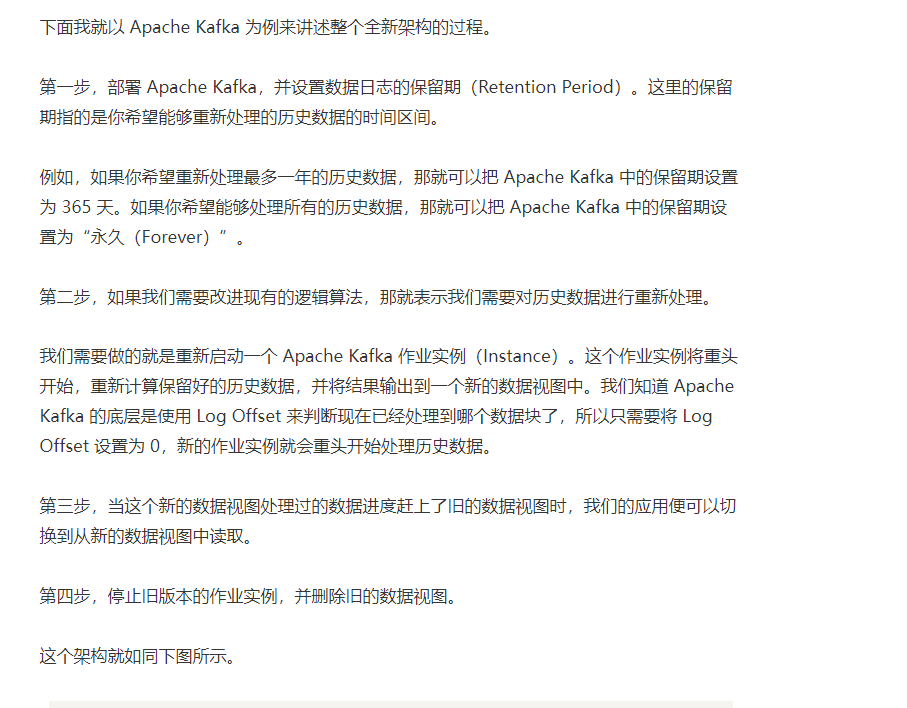 下面我就以 Apache Kafka 为例来讲述整个全新架构的过程。
第一步，部署 Apache Kafka，并设置数据日志的保留期（Retention Period）。这里的保留
期指的是你希望能够重新处理的历史数据的时间区间。
例如，如果你希望重新处理最多一年的历史数据，那就可以把 Apache Kafka 中的保留期设置
为 365 天。如果你希望能够处理所有的历史数据，那就可以把 Apache Kafka 中的保留期设
置为“永久（Forever）”。
第二步，如果我们需要改进现有的逻辑算法，那就表示我们需要对历史数据进行重新处理。
我们需要做的就是重新启动一个 Apache Kafka 作业实例（Instance）。这个作业实例将重头
开始，重新计算保留好的历史数据，并将结果输出到一个新的数据视图中。我们知道 Apache
Kafka 的底层是使用 Log Offset 来判断现在已经处理到哪个数据块了，所以只需要将 Log
Offset 设置为 0，新的作业实例就会重头开始处理历史数据。
第三步，当这个新的数据视图处理过的数据进度赶上了旧的数据视图时，我们的应用便可以切
换到从新的数据视图中读取。
第四步，停止旧版本的作业实例，并删除旧的数据视图。
这个架构就如同下图所示。